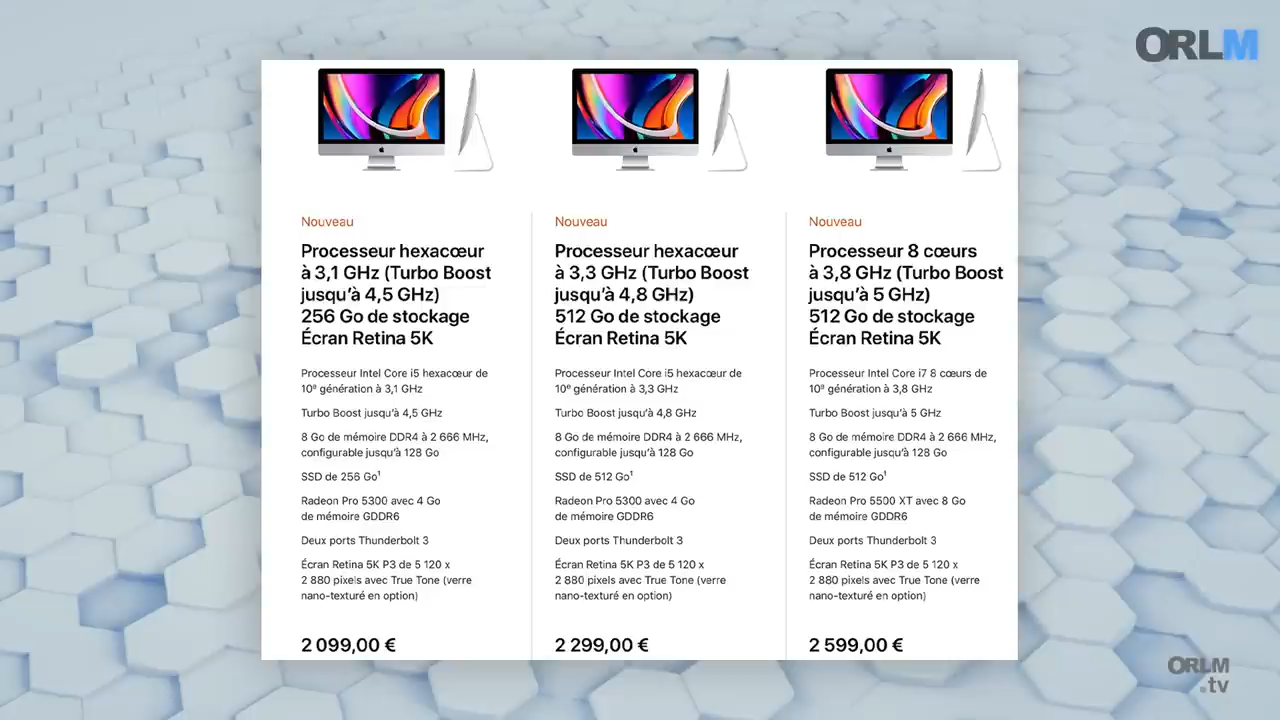 ORLM
Nouveau
Processeur hexacœur
à 3,1 GHz (Turbo Boost
jusqu'à 4,5 GHz)
256 Go de stockage
Écran Retina 5K
Processeur Intel Core i5 hexacœur de
10ᵉ génération à 3,1 GHz
Turbo Boost jusqu'à 4,5 GHz
8 Go de mémoire DDR4 à 2 666 MHz,
configurable jusqu'à 128 Go
SSD de 256 Go¹
Radeon Pro 5300 avec 4 Go
de mémoire GDDR6
Deux ports Thunderbolt 3
Écran Retina 5K P3 de 5 120 x
2 880 pixels avec True Tone (verre
nano-texturé en option)
2 099,00 €
Nouveau
Processeur hexacœur
à 3,3 GHz (Turbo Boost
jusqu'à 4,8 GHz)
512 Go de stockage
Écran Retina 5K
Processeur Intel Core i5 hexacœur de
10ᵉ génération à 3,3 GHz
Turbo Boost jusqu'à 4,8 GHz
8 Go de mémoire DDR4 à 2 666 MHz,
configurable jusqu'à 128 Go
SSD de 512 Go¹
Radeon Pro 5300 avec 4 Go
de mémoire GDDR6
Deux ports Thunderbolt 3
Écran Retina 5K P3 de 5 120 x
2 880 pixels avec True Tone (verre
nano-texturé en option)
2 299,00 €
Nouveau
Processeur 8 cœurs
à 3,8 GHz (Turbo Boost
jusqu'à 5 GHz)
512 Go de stockage
Écran Retina 5K
Processeur Intel Core i7 8 cœurs de
10ᵉ génération à 3,8 GHz
Turbo Boost jusqu'à 5 GHz
8 Go de mémoire DDR4 à 2 666 MHz,
configurable jusqu'à 128 Go
SSD de 512 Go¹
Radeon Pro 5500 XT avec 8 Go
de mémoire GDDR6
Deux ports Thunderbolt 3
Écran Retina 5K P3 de 5 120 x
2 880 pixels avec True Tone (verre
nano-texturé en option)
2 599,00 €
ORLM
.tv